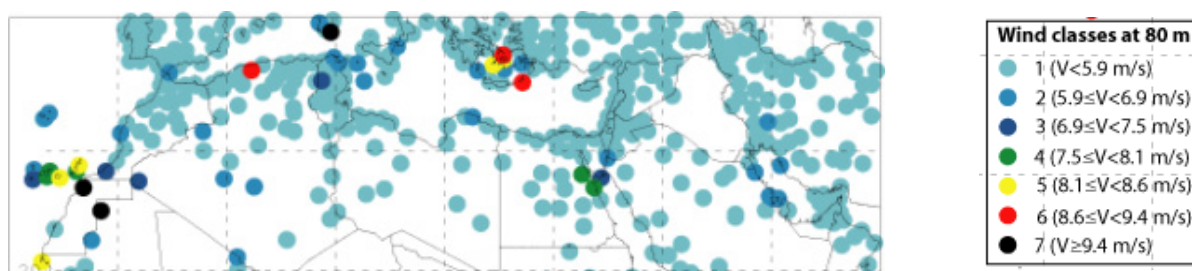 Wind classes at 80 m
1 (V<5.9 m/s)
2 (5.9≤V<6.9 m/s)
3 (6.9≤V<7.5 m/s)
4 (7.5≤V<8.1 m/s)
5 (8.1≤V<8.6 m/s)
6 (8.6≤V<9.4 m/s)
7 (V≥9.4 m/s)